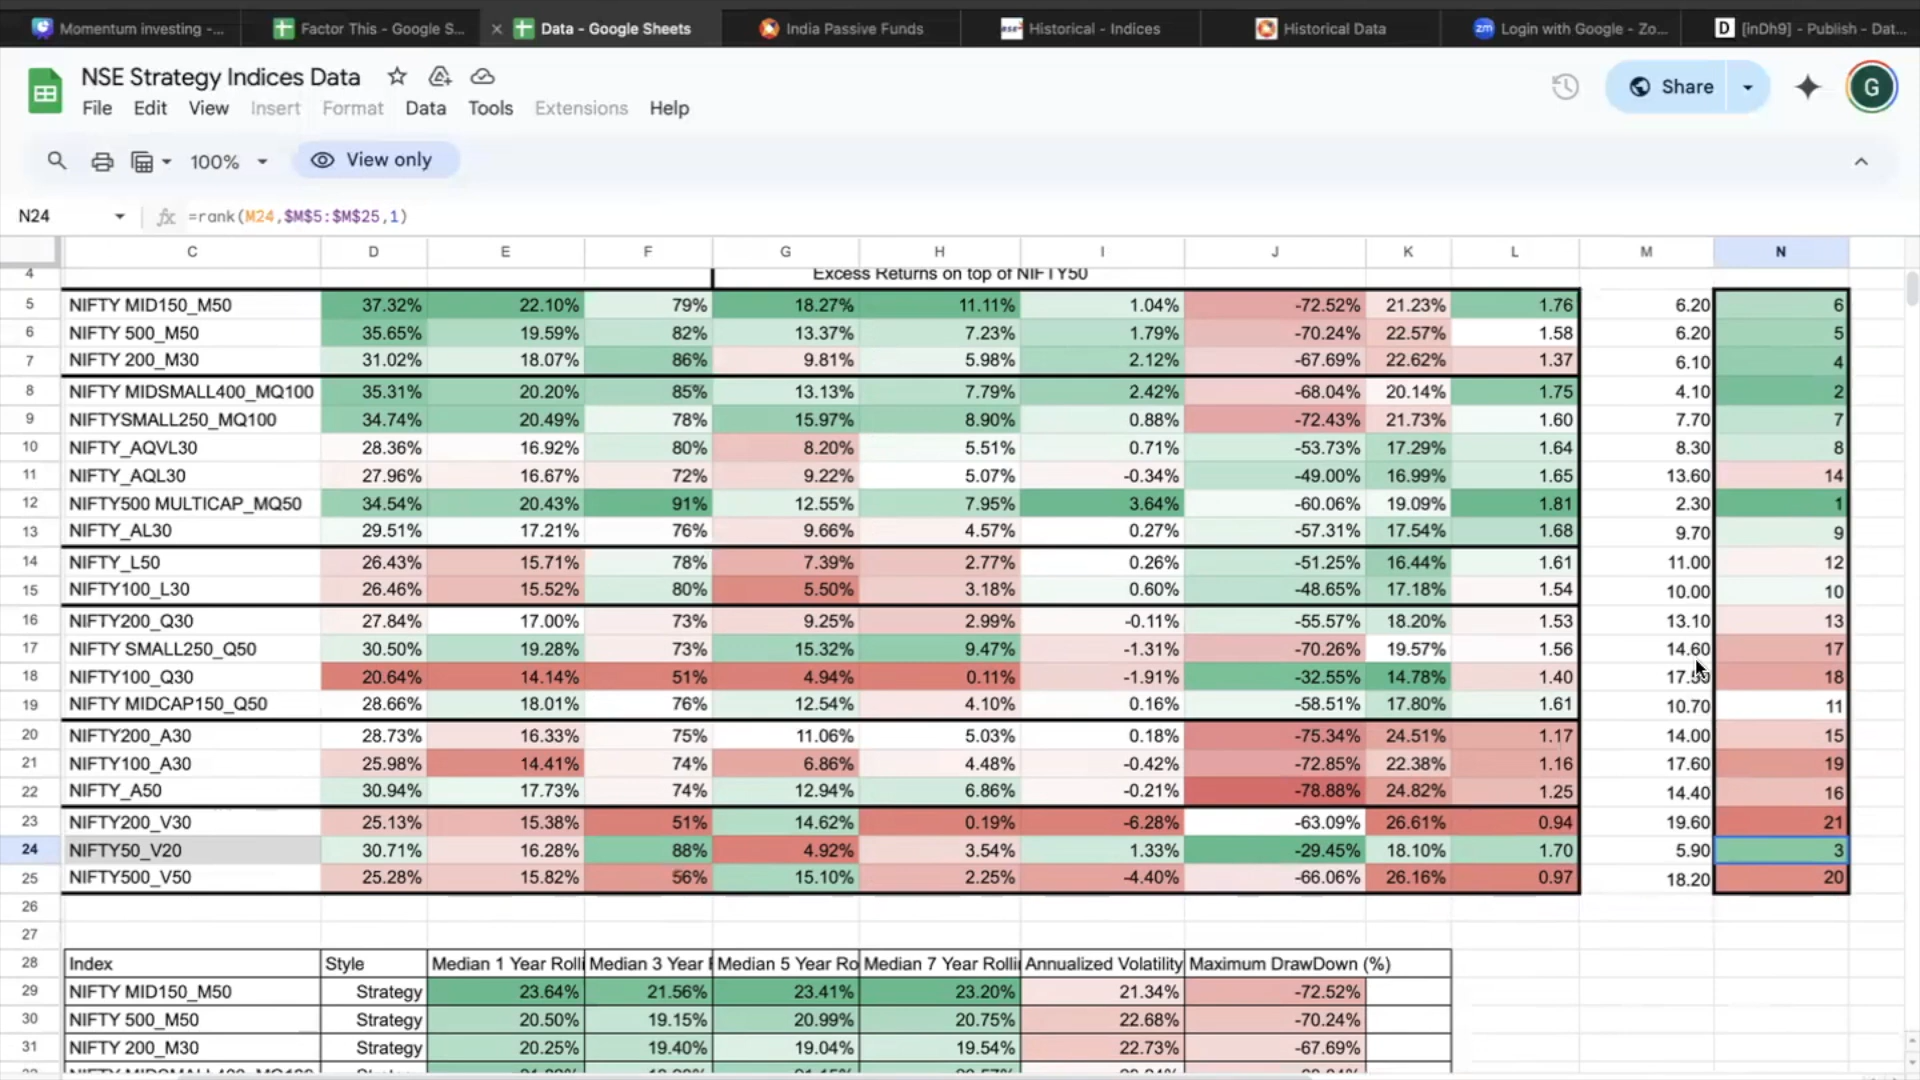 Momentum investing -...
Factor This - Google S...
Data - Google Sheets
India Passive Funds
Historical - Indices
Historical Data
zm Login with Google - Zo...
D [inDh9] - Publish - Dat...
NSE Strategy Indices Data
File Edit View Insert Format Data Tools Extensions Help
Share
G
100% View only
N24 fx =rank(M24,$M$5:$M$25,1)
C D E F G H I J K L M N
4 Excess Returns on top of NIFTY50
5 NIFTY MID150_M50 37.32% 22.10% 79% 18.27% 11.11% 1.04% -72.52% 21.23% 1.76 6.20 6
6 NIFTY 500_M50 35.65% 19.59% 82% 13.37% 7.23% 1.79% -70.24% 22.57% 1.58 6.20 5
7 NIFTY 200_M30 31.02% 18.07% 86% 9.81% 5.98% 2.12% -67.69% 22.62% 1.37 6.10 4
8 NIFTY MIDSMALL400_MQ100 35.31% 20.20% 85% 13.13% 7.79% 2.42% -68.04% 20.14% 1.75 4.10 2
9 NIFTYSMALL250_MQ100 34.74% 20.49% 78% 15.97% 8.90% 0.88% -72.43% 21.73% 1.60 7.70 7
10 NIFTY_AQVL30 28.36% 16.92% 80% 8.20% 5.51% 0.71% -53.73% 17.29% 1.64 8.30 8
11 NIFTY_AQL30 27.96% 16.67% 72% 9.22% 5.07% -0.34% -49.00% 16.99% 1.65 13.60 14
12 NIFTY500 MULTICAP_MQ50 34.54% 20.43% 91% 12.55% 7.95% 3.64% -60.06% 19.09% 1.81 2.30 1
13 NIFTY_AL30 29.51% 17.21% 76% 9.66% 4.57% 0.27% -57.31% 17.54% 1.68 9.70 9
14 NIFTY_L50 26.43% 15.71% 78% 7.39% 2.77% 0.26% -51.25% 16.44% 1.61 11.00 12
15 NIFTY100_L30 26.46% 15.52% 80% 5.50% 3.18% 0.60% -48.65% 17.18% 1.54 10.00 10
16 NIFTY200_Q30 27.84% 17.00% 73% 9.25% 2.99% -0.11% -55.57% 18.20% 1.53 13.10 13
17 NIFTY SMALL250_Q50 30.50% 19.28% 73% 15.32% 9.47% -1.31% -70.26% 19.57% 1.56 14.60 17
18 NIFTY100_Q30 20.64% 14.14% 51% 4.94% 0.11% -1.91% -32.55% 14.78% 1.40 18
19 NIFTY MIDCAP150_Q50 28.66% 18.01% 76% 12.54% 4.10% 0.16% -58.51% 17.80% 1.61 10.70 11
20 NIFTY200_A30 28.73% 16.33% 75% 11.06% 5.03% 0.18% -75.34% 24.51% 1.17 14.00 15
21 NIFTY100_A30 25.98% 14.41% 74% 6.86% 4.48% -0.42% -72.85% 22.38% 1.16 17.60 19
22 NIFTY_A50 30.94% 17.73% 74% 12.94% 6.86% -0.21% -78.88% 24.82% 1.25 14.40 16
23 NIFTY200_V30 25.13% 15.38% 51% 14.62% 0.19% -6.28% -63.09% 26.61% 0.94 19.60 21
24 NIFTY50_V20 30.71% 16.28% 88% 4.92% 3.54% 1.33% -29.45% 18.10% 1.70 5.90 3
25 NIFTY500_V50 25.28% 15.82% 56% 15.10% 2.25% -4.40% -66.06% 26.16% 0.97 18.20 20
26
27
28 Index Style Median 1 Year Rolli Median 3 Year Median 5 Year Ro Median 7 Year Rolli Annualized Volatility Maximum DrawDown (%)
29 NIFTY MID150_M50 Strategy 23.64% 21.56% 23.41% 23.20% 21.34% -72.52%
30 NIFTY 500_M50 Strategy 20.50% 19.15% 20.99% 20.75% 22.68% -70.24%
31 NIFTY 200_M30 Strategy 20.25% 19.40% 19.04% 19.54% 22.73% -67.69%